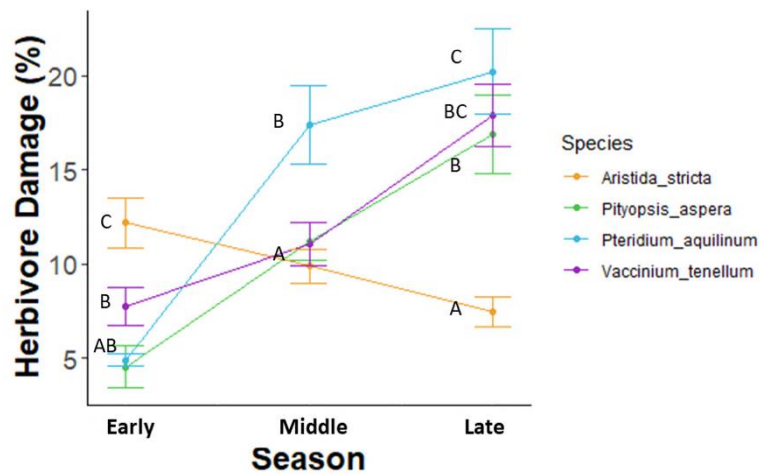 Herbivore Damage (%)
20
15
10
5
C
B
AB
B
A
C
BC
B
A
Early Middle Late
Season
Species
Aristida_stricta
Pityopsis_aspera
Pteridium_aquilinum
Vaccinium_tenellum